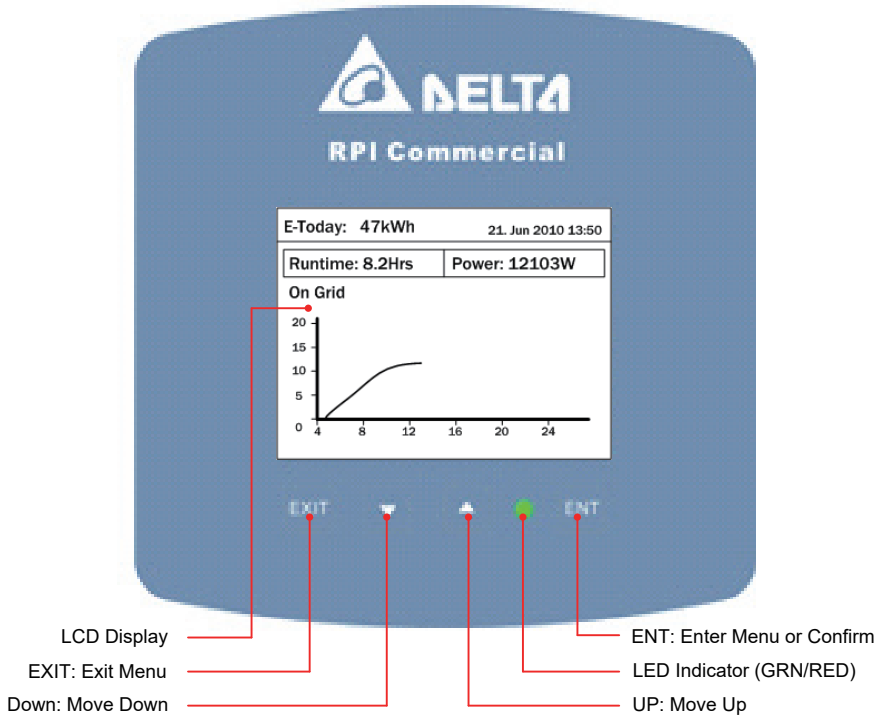 DELTA
RPI Commercial
E-Today: 47kWh 21. Jun 2010 13:50
Runtime: 8.2Hrs Power: 12103W
On Grid
20
15
10
5
0
4 8 12 16 20 24
EXIT ENT
LCD Display
EXIT: Exit Menu
Down: Move Down
ENT: Enter Menu or Confirm
LED Indicator (GRN/RED)
UP: Move Up